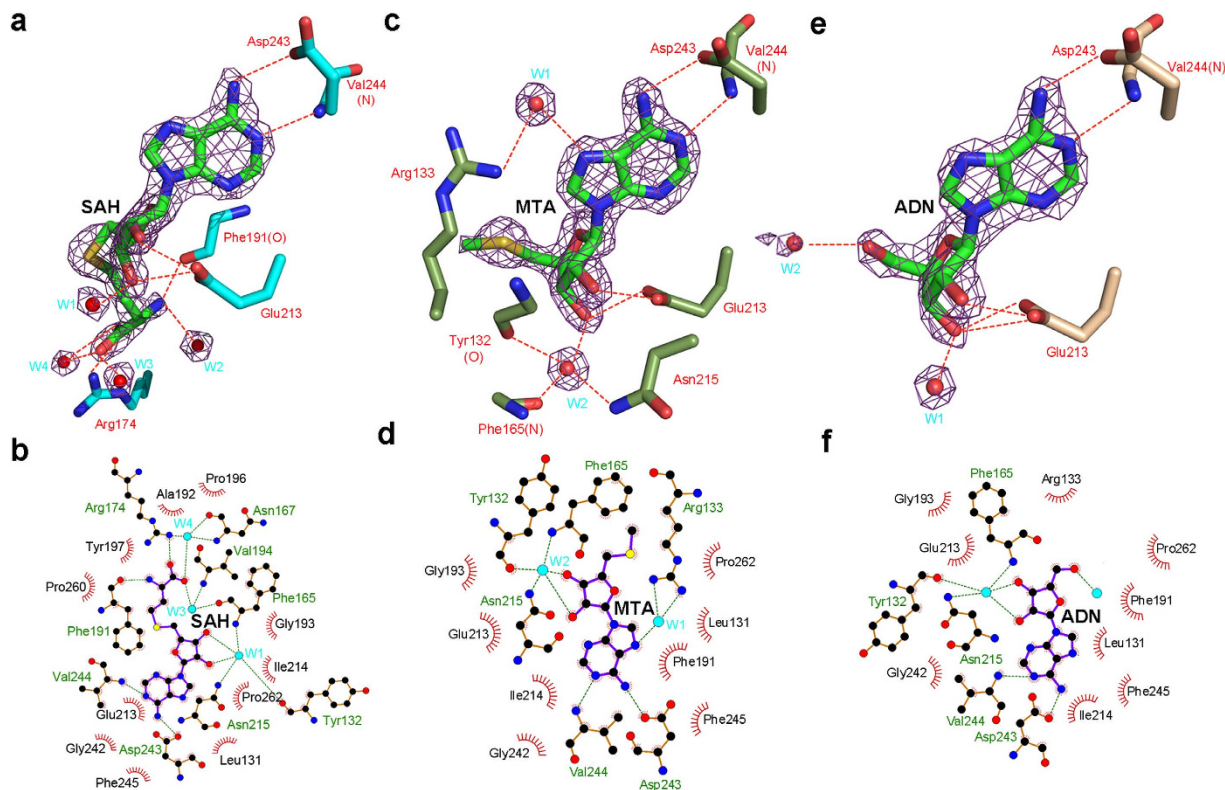 a
Asp243
Val244
(N)
SAH
Phe191(O)
W1
Glu213
W4
W3
W2
Arg174
c
Asp243
Val244
(N)
W1
Arg133
MTA
Tyr132
(O)
Glu213
W2
Asn215
Phe165(N)
e
Asp243
Val244(N)
ADN
W2
Glu213
W1
b
Pro196
Ala192
Arg174
W4
Asn167
Tyr197
Val194
Pro260
W3
Phe165
SAH
Gly193
Phe191
W1
Ile214
Val244
Pro262
Glu213
Asn215
Tyr132
Gly242
Asp243
Leu131
Phe245
d
Phe165
Tyr132
Arg133
W2
Pro262
Gly193
Asn215
MTA
W1
Leu131
Glu213
Phe191
Ile214
Phe245
Gly242
Val244
Asp243
f
Phe165
Arg133
Gly193
Glu213
Pro262
Phe191
Tyr132
ADN
Leu131
Asn215
Gly242
Phe245
Val244
Ile214
Asp243